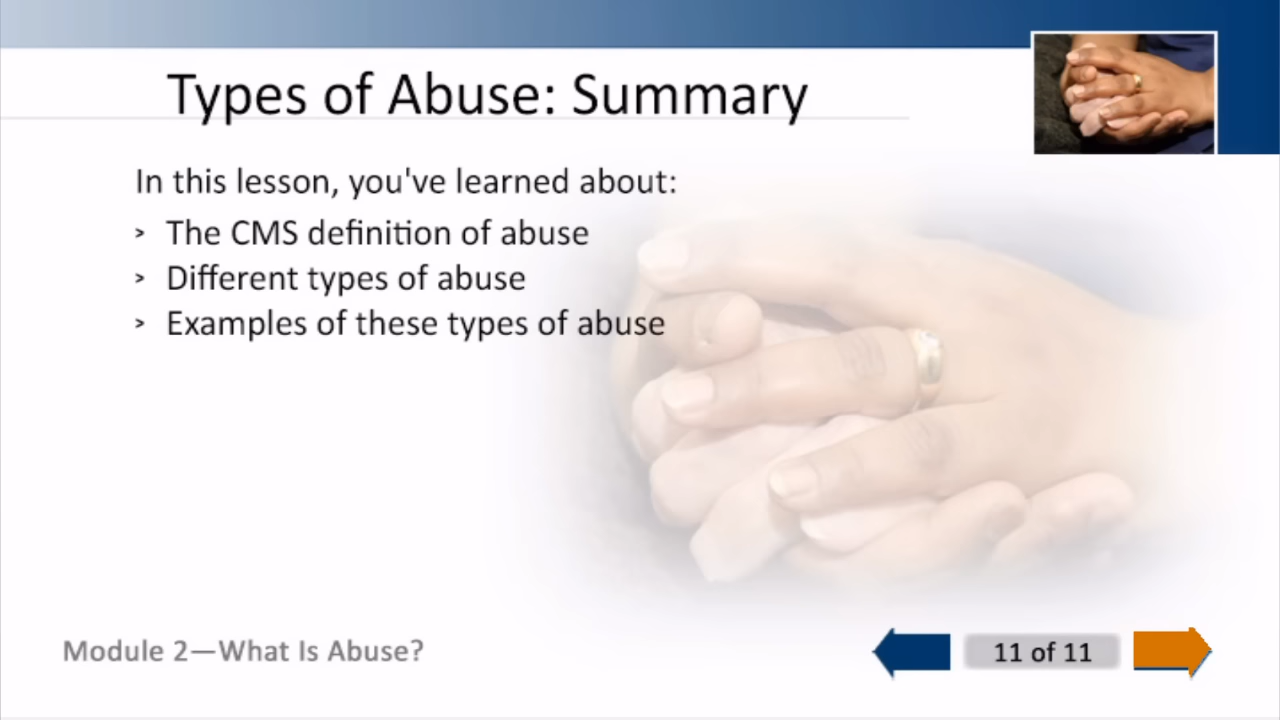 Types of Abuse: Summary
In this lesson, you've learned about:
> The CMS definition of abuse
> Different types of abuse
> Examples of these types of abuse
Module 2—What Is Abuse?
11 of 11